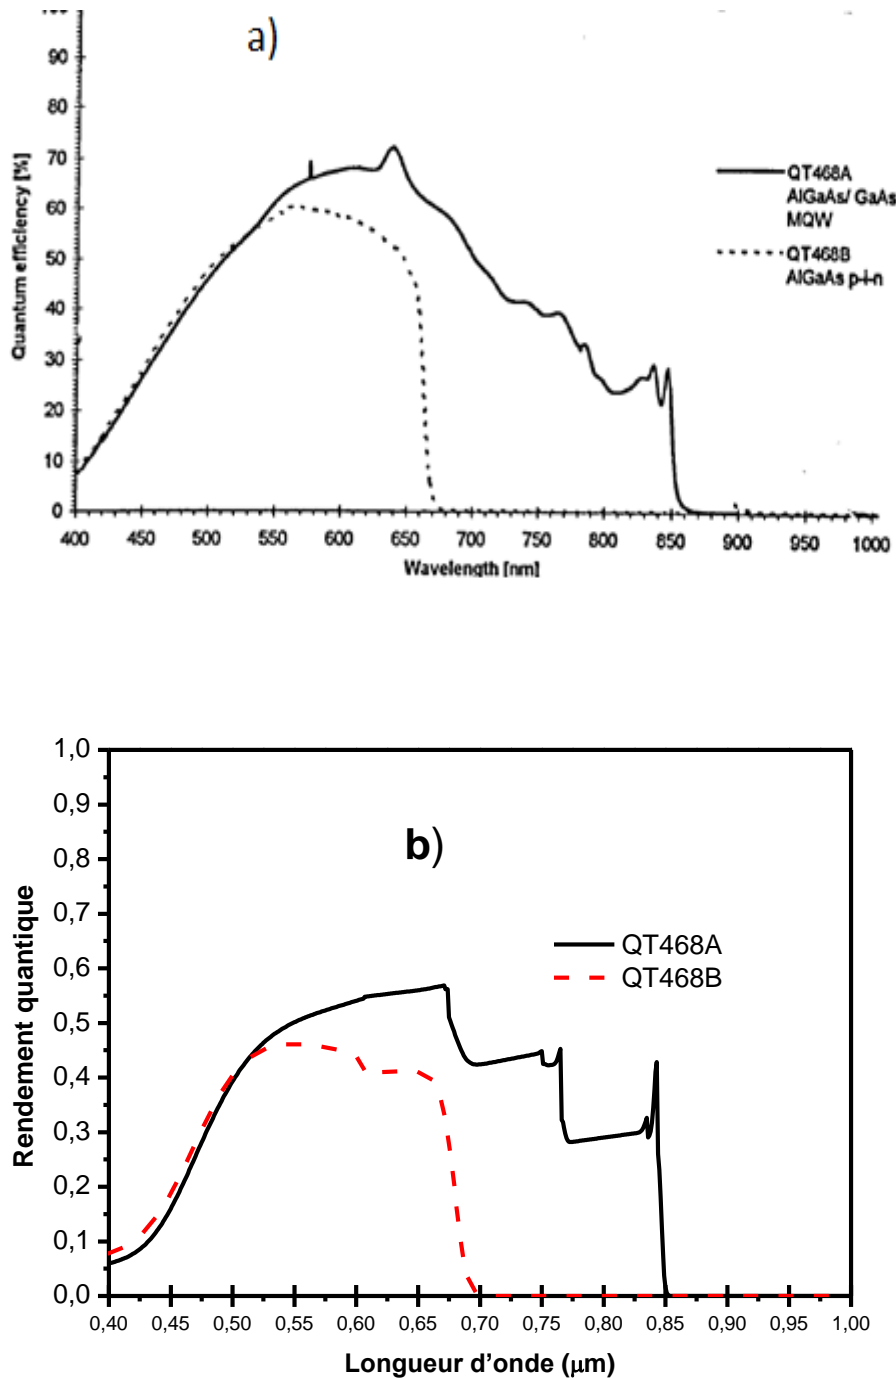 100
a)
90
80
70
60
50
40
30
20
10
0
Quantum efficiency [%]
QT468A
AlGaAs/ GaAs
MQW
QT468B
AlGaAs p-i-n
400 450 500 550 600 650 700 750 800 850 900 950 1000
Wavelength [nm]
1,0
0,9
0,8
0,7
0,6
0,5
0,4
0,3
0,2
0,1
0,0
Rendement quantique
b)
QT468A
QT468B
0,40 0,45 0,50 0,55 0,60 0,65 0,70 0,75 0,80 0,85 0,90 0,95 1,00
Longueur d'onde (μm)